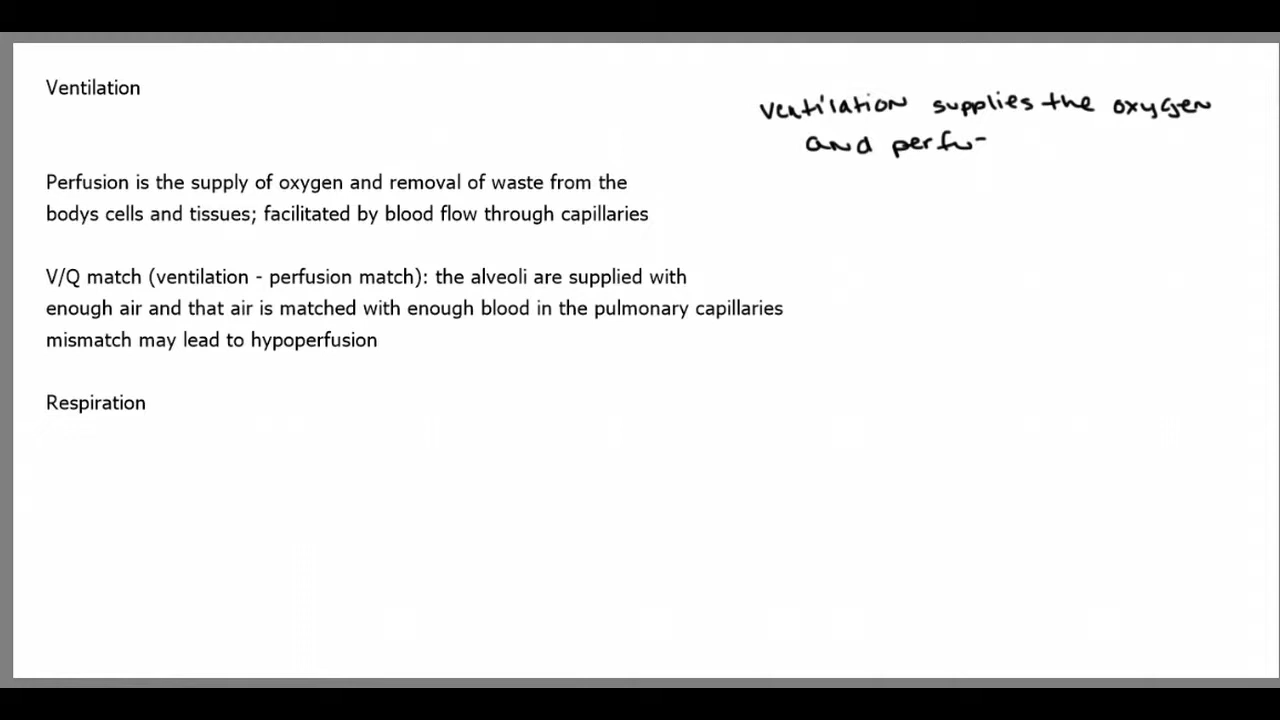 Ventilation
ventilation supplies the oxygen
and perfu-
Perfusion is the supply of oxygen and removal of waste from the
bodys cells and tissues; facilitated by blood flow through capillaries
V/Q match (ventilation - perfusion match): the alveoli are supplied with
enough air and that air is matched with enough blood in the pulmonary capillaries
mismatch may lead to hypoperfusion
Respiration